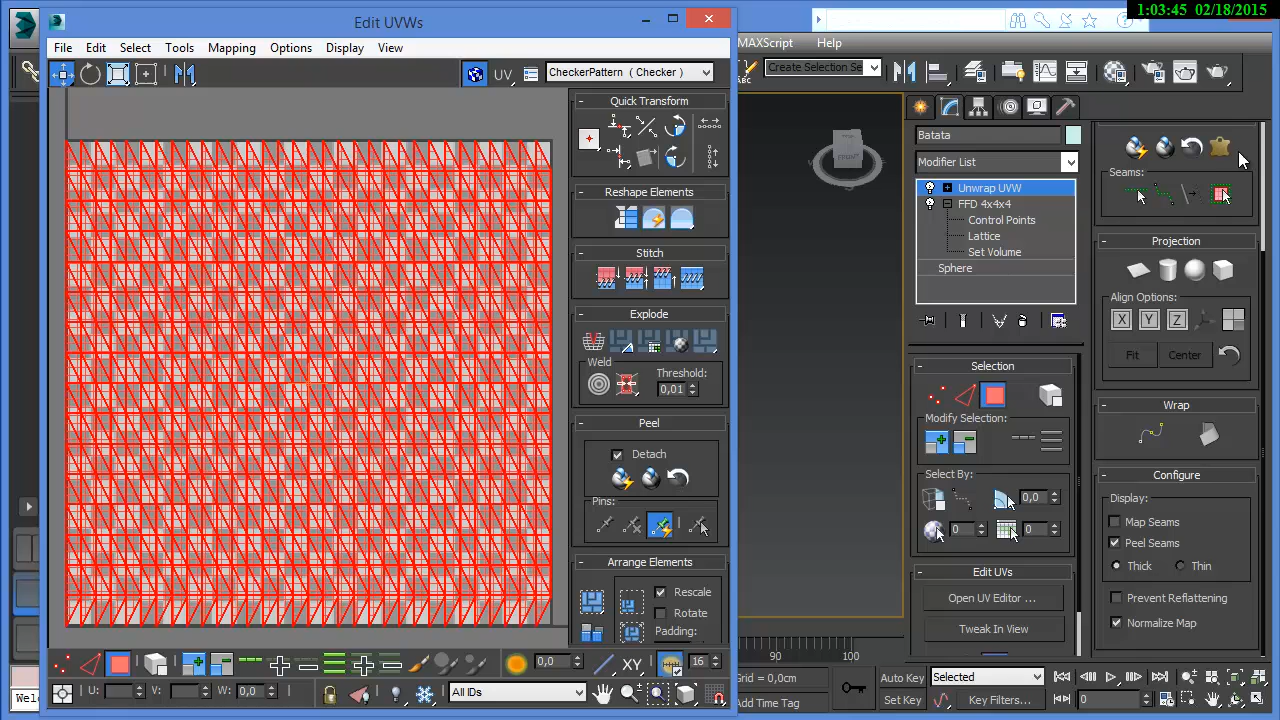 1:03:45 02/18/2015
Edit UVWs
MAXScript Help
File Edit Select Tools Mapping Options Display View
UV
CheckerPattern ( Checker )
ABC
Create Selection Se
Quick Transform
Reshape Elements
Stitch
Explode
Weld
Threshold:
0,01
Peel
Detach
Pins:
Arrange Elements
Rescale
Rotate
Padding:
Batata
Modifier List
Unwrap UVW
FFD 4x4x4
Control Points
Lattice
Set Volume
Sphere
Selection
Modify Selection:
Select By:
0,0
0
0
Edit UVs
Open UV Editor ...
Tweak In View
Seams:
Projection
Align Options:
X Y Z
Fit Center
Wrap
Configure
Display:
Map Seams
Peel Seams
Thick Thin
Prevent Reflattening
Normalize Map
0,0
XY
16
U: V: W: 0,0
All IDs
90 100
Grid = 0,0cm
Add Time Tag
Auto Key
Selected
Set Key
Key Filters...
0
Wel